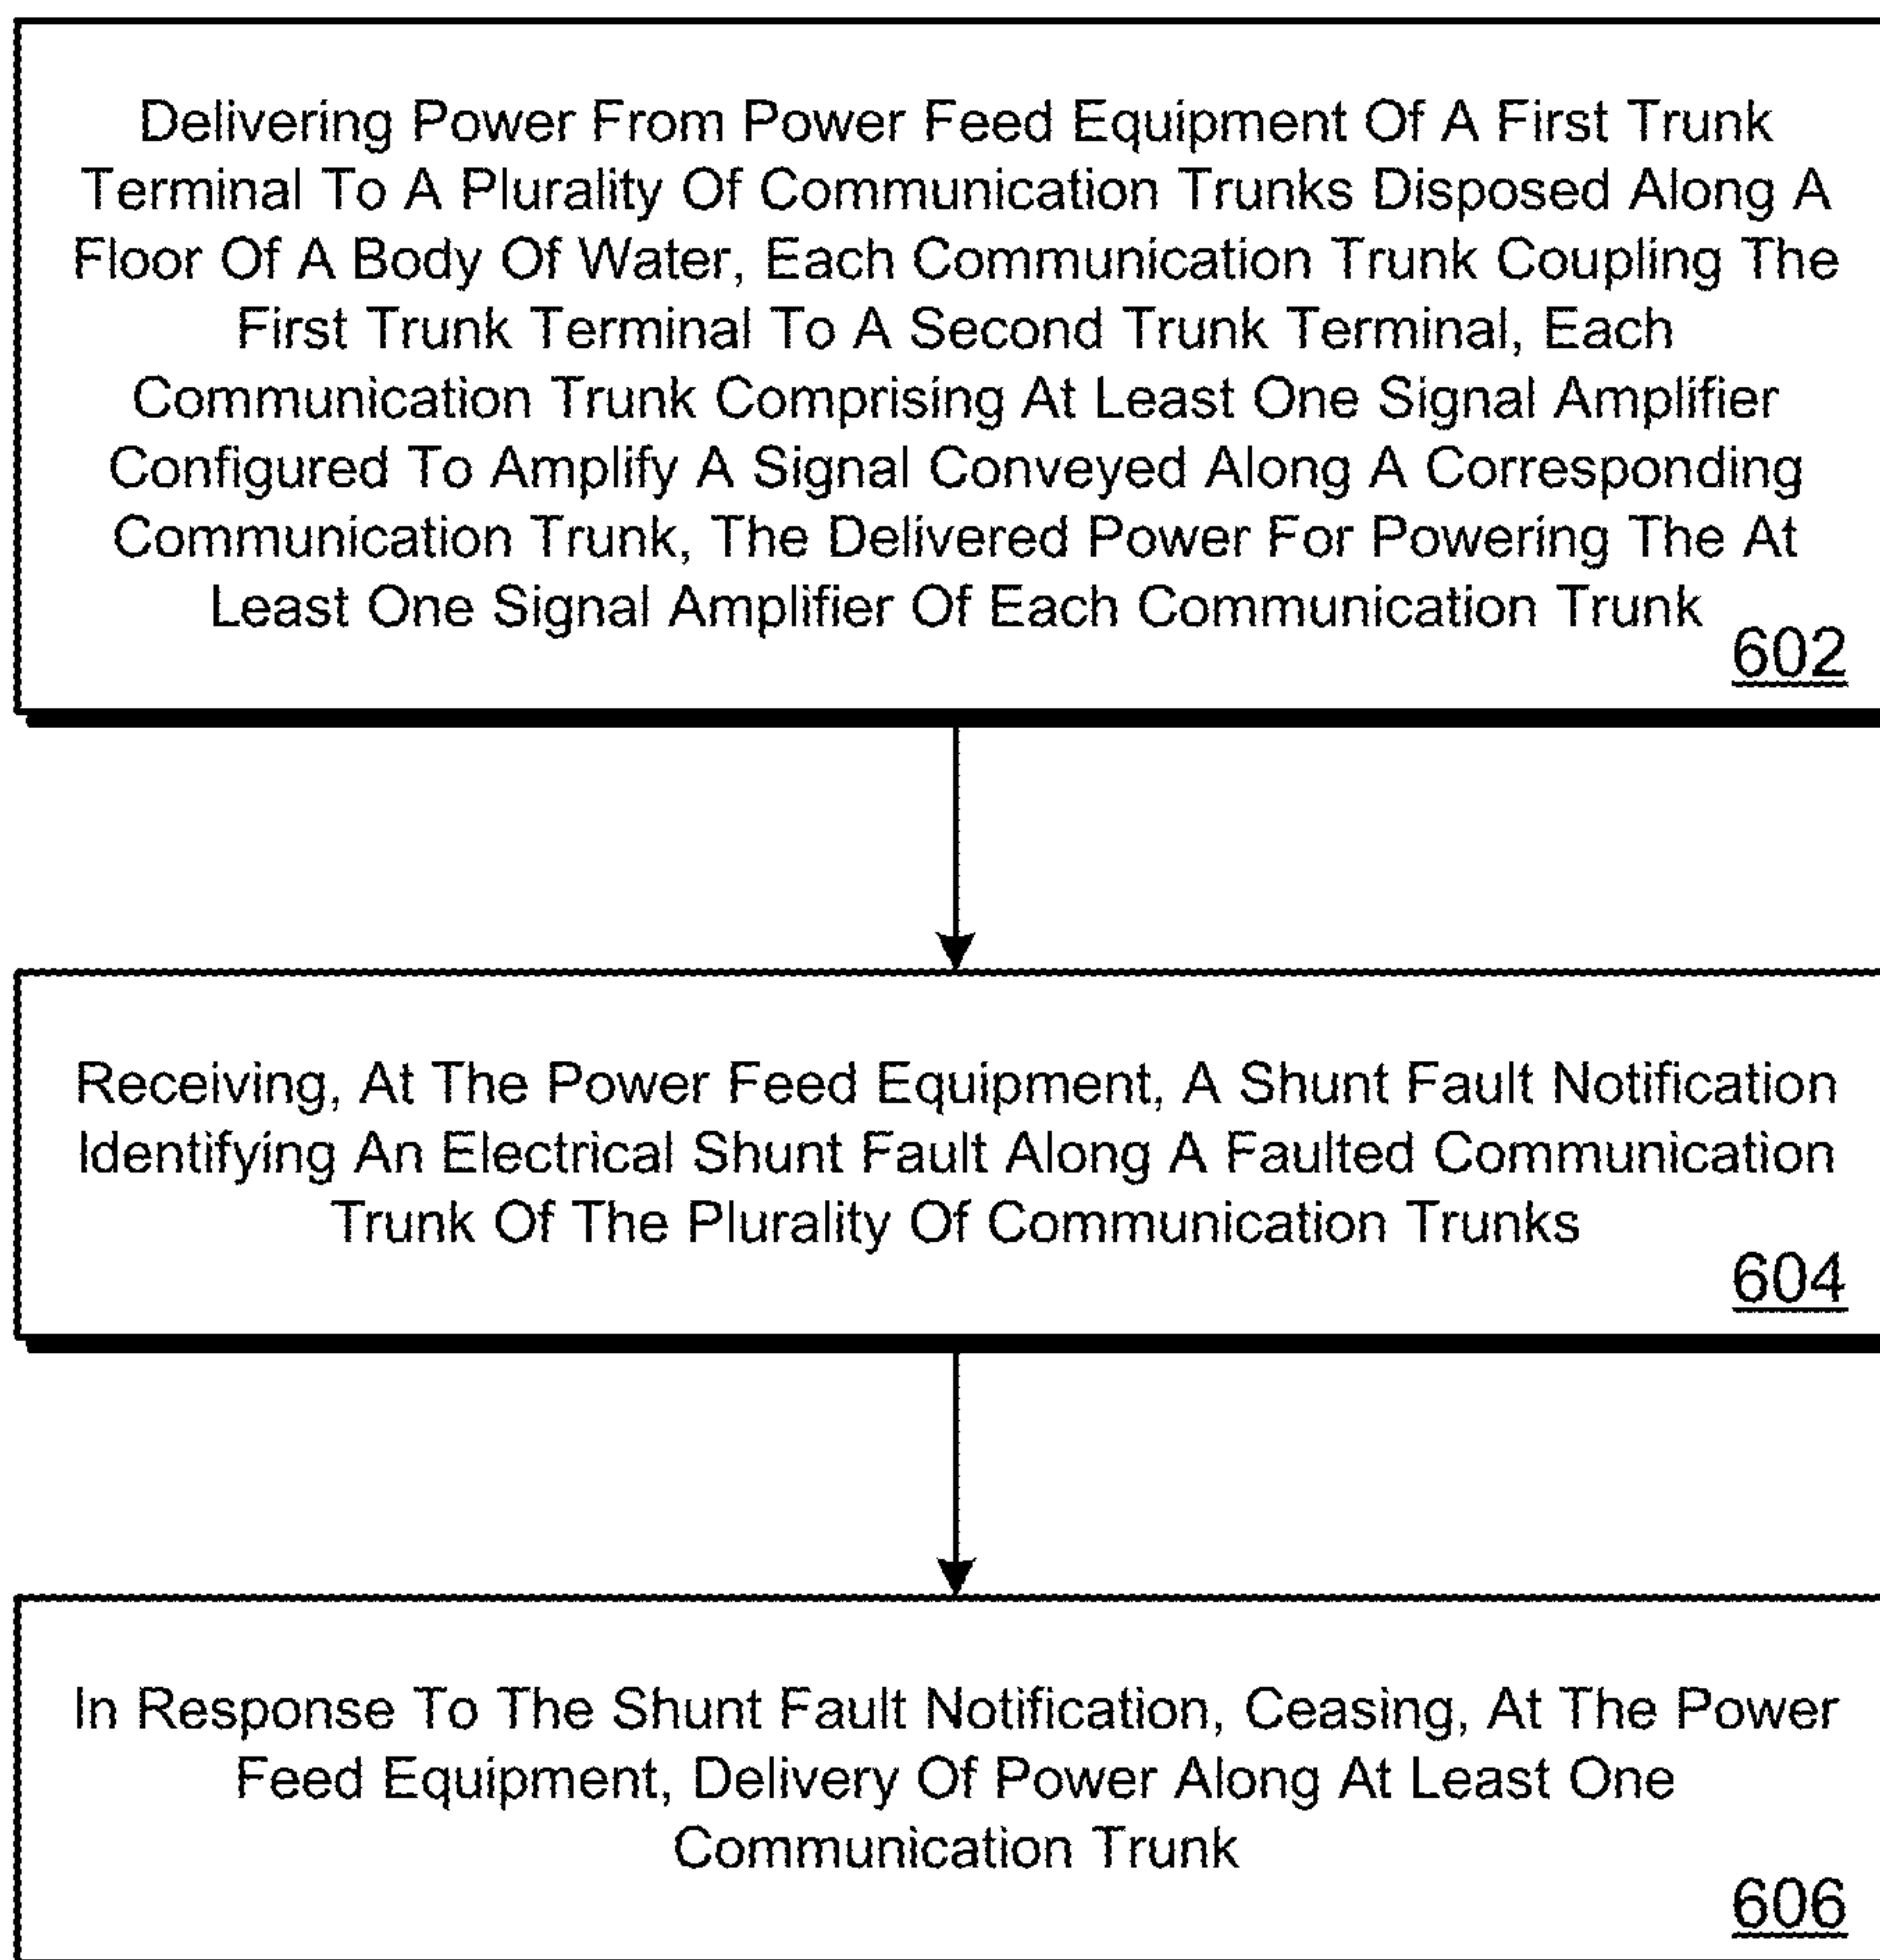 Delivering Power From Power Feed Equipment Of A First Trunk
Terminal To A Plurality Of Communication Trunks Disposed Along A
Floor Of A Body Of Water, Each Communication Trunk Coupling The
First Trunk Terminal To A Second Trunk Terminal, Each
Communication Trunk Comprising At Least One Signal Amplifier
Configured To Amplify A Signal Conveyed Along A Corresponding
Communication Trunk, The Delivered Power For Powering The At
Least One Signal Amplifier Of Each Communication Trunk
602
Receiving, At The Power Feed Equipment, A Shunt Fault Notification
Identifying An Electrical Shunt Fault Along A Faulted Communication
Trunk Of The Plurality Of Communication Trunks
604
In Response To The Shunt Fault Notification, Ceasing, At The Power
Feed Equipment, Delivery Of Power Along At Least One
Communication Trunk
606